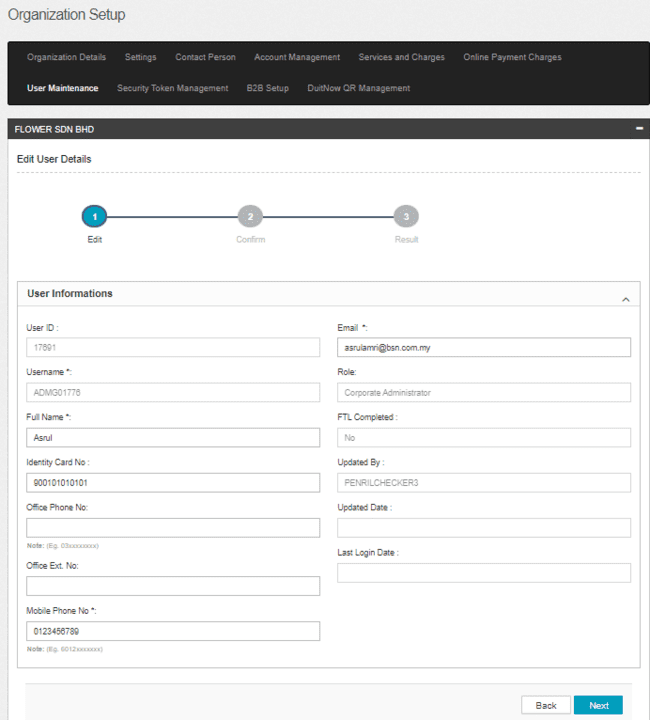 Organization Setup
Organization Details Settings Contact Person Account Management Services and Charges Online Payment Charges
User Maintenance Security Token Management B2B Setup DuitNow QR Management
FLOWER SDN BHD
Edit User Details
1 2 3
Edit Confirm Result
User Informations
User ID :
17691
Username *:
ADMG01776
Full Name *:
Asrul
Identity Card No :
900101010101
Office Phone No:
Note: (Eg. 03xxxxxxxx)
Office Ext. No:
Mobile Phone No *:
0123456789
Note: (Eg. 6012xxxxxxx)
Email *:
asrulamri@bsn.com.my
Role:
Corporate Administrator
FTL Completed :
No
Updated By :
PENRILCHECKER3
Updated Date :
Last Login Date :
Back Next